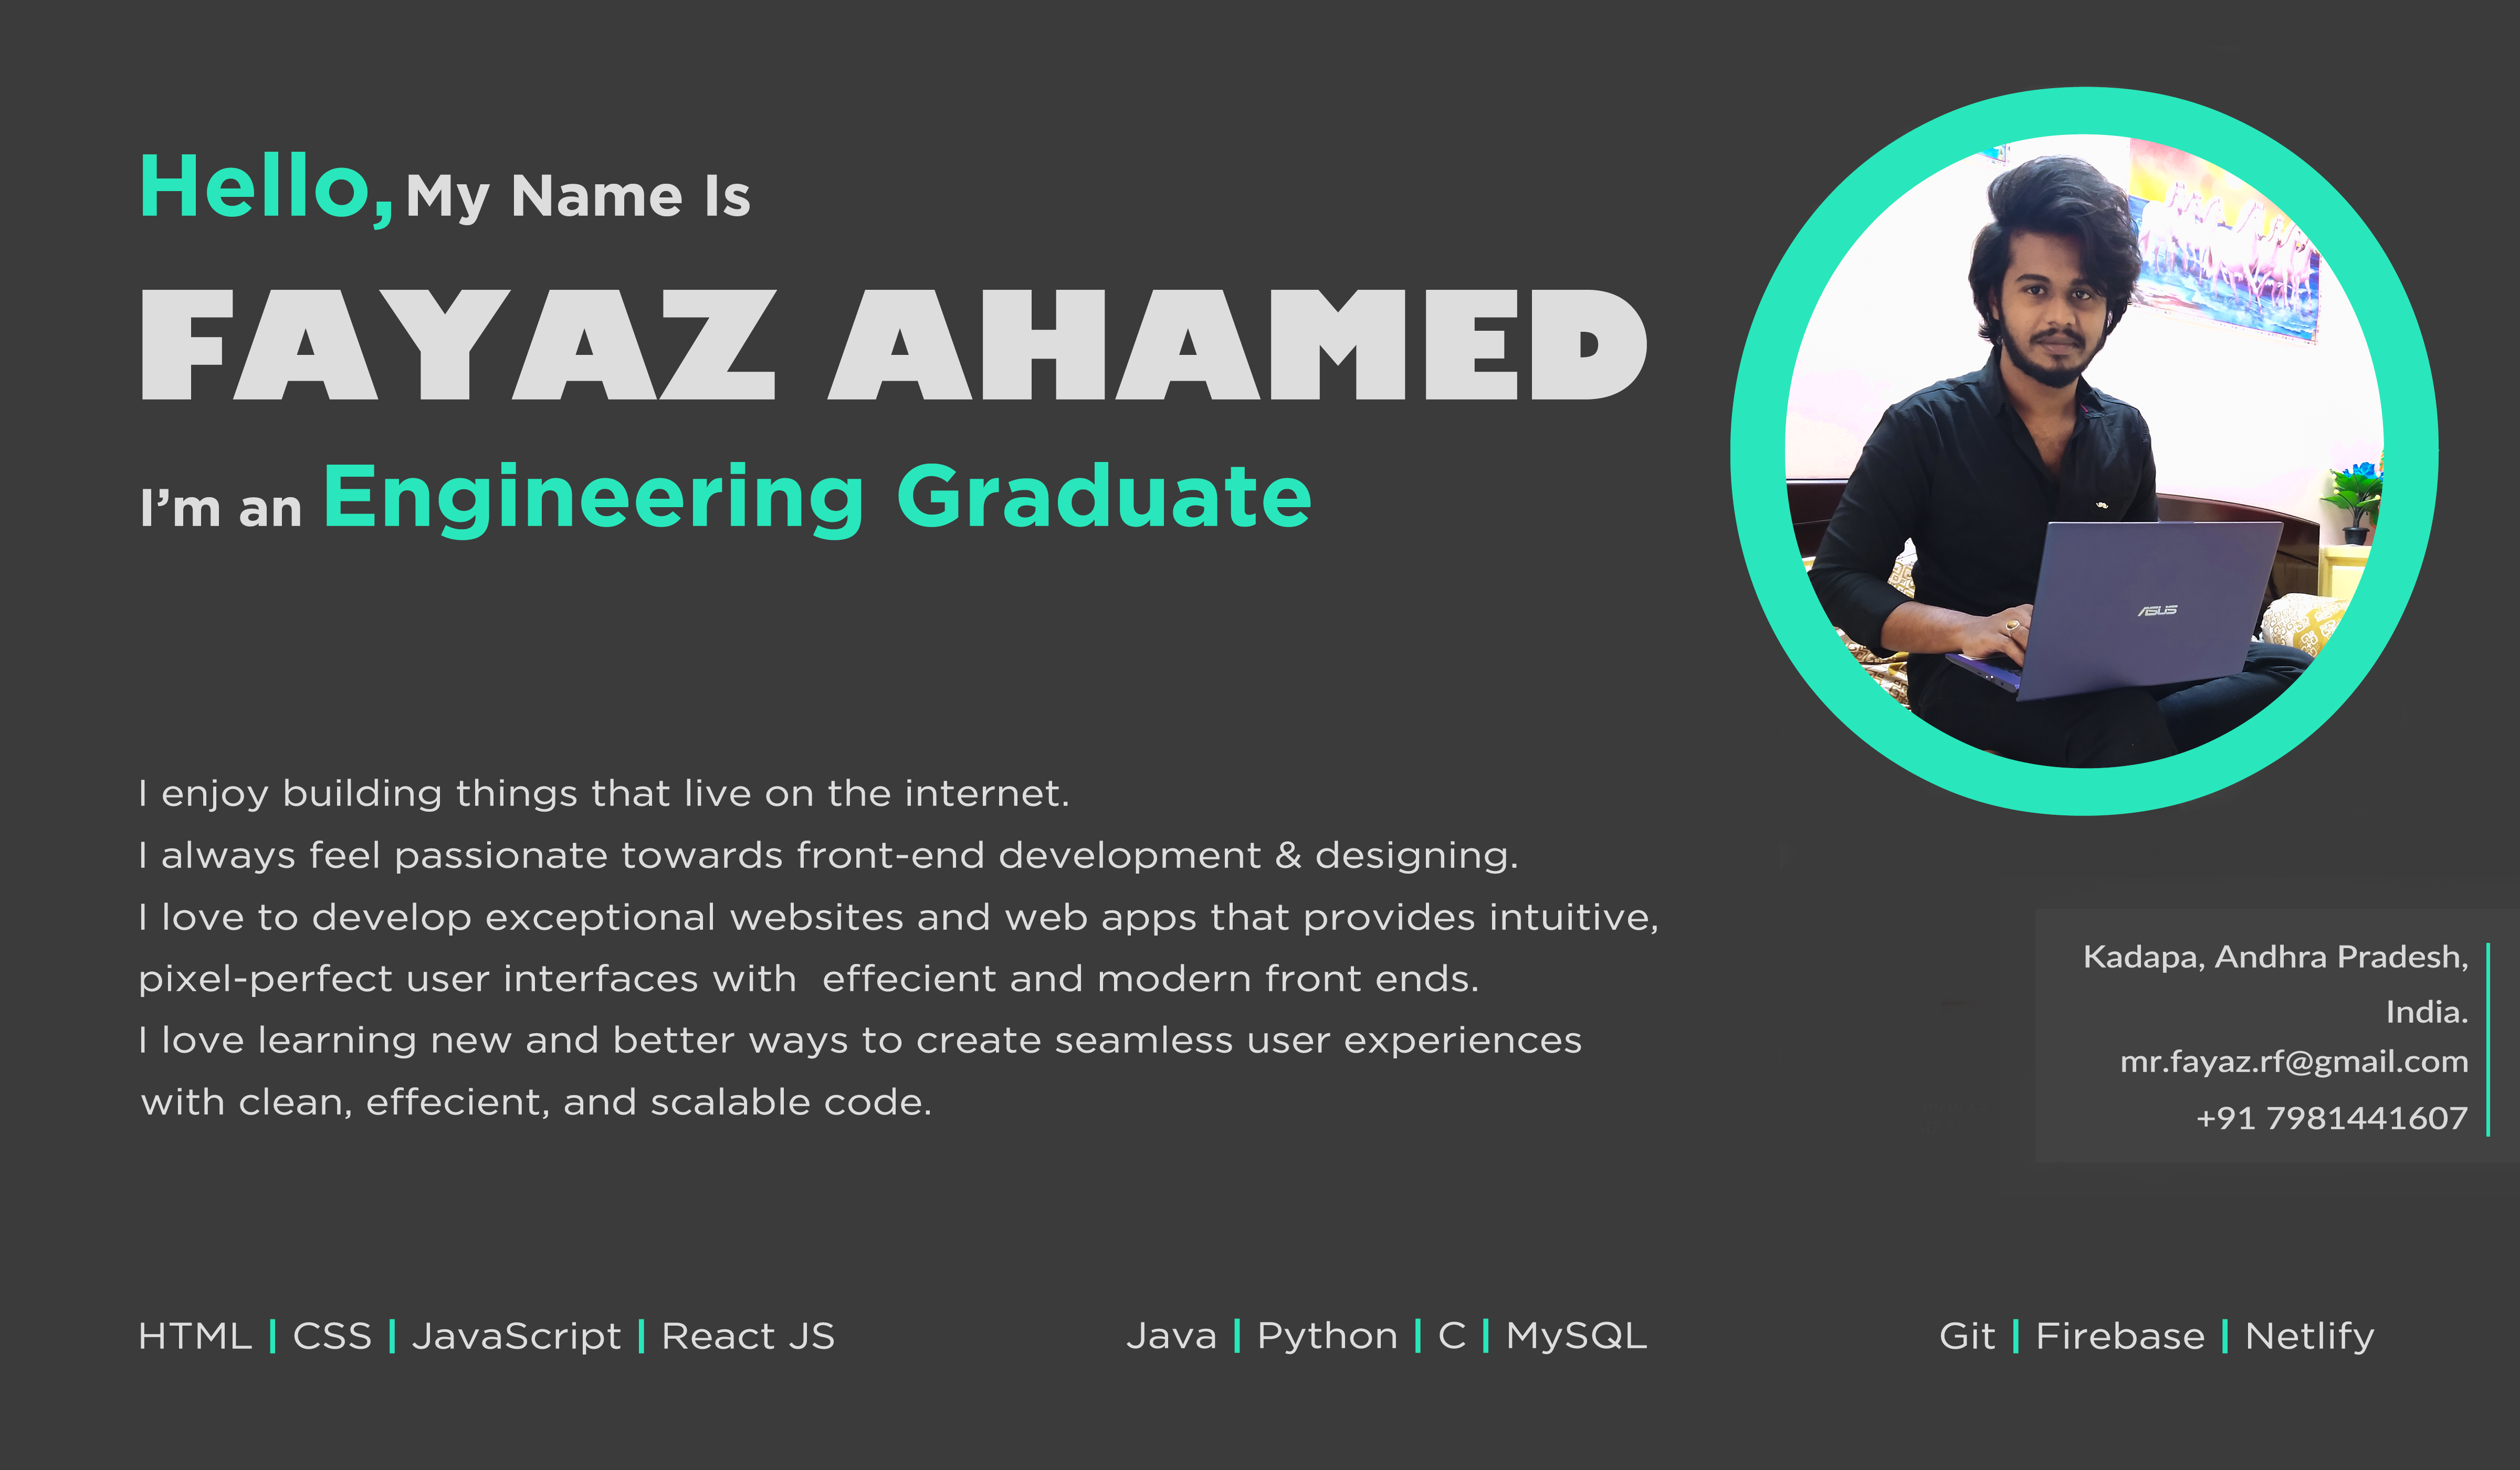 Hello, My Name Is
FAYAZ AHAMED
I’m an Engineering Graduate
ASUS
I enjoy building things that live on the internet.
I always feel passionate towards front-end development & designing.
I love to develop exceptional websites and web apps that provides intuitive,
pixel-perfect user interfaces with effecient and modern front ends.
I love learning new and better ways to create seamless user experiences
with clean, effecient, and scalable code.
Kadapa, Andhra Pradesh,
India.
mr.fayaz.rf@gmail.com
+91 7981441607
HTML | CSS | JavaScript | React JS
Java | Python | C | MySQL
Git | Firebase | Netlify